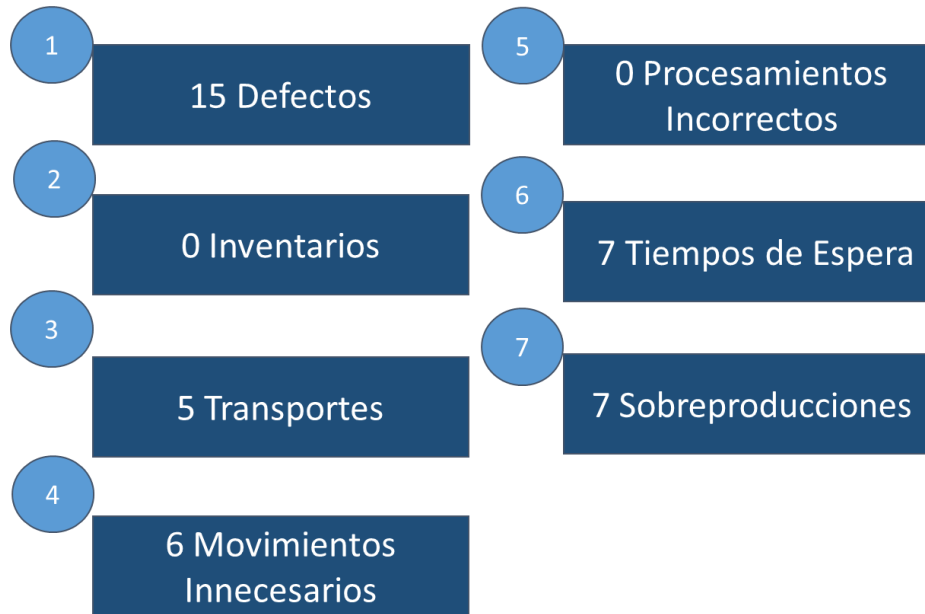 1
15 Defectos
2
0 Inventarios
3
5 Transportes
4
6 Movimientos
Innecesarios
5
0 Procesamientos
Incorrectos
6
7 Tiempos de Espera
7
7 Sobreproducciones